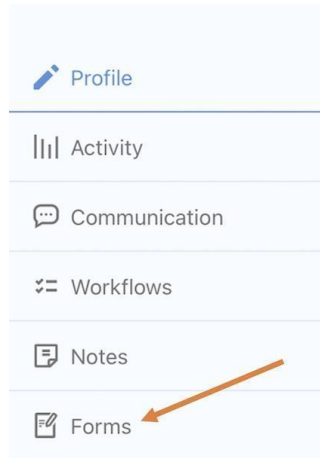 Profile
Activity
Communication
Workflows
Notes
Forms